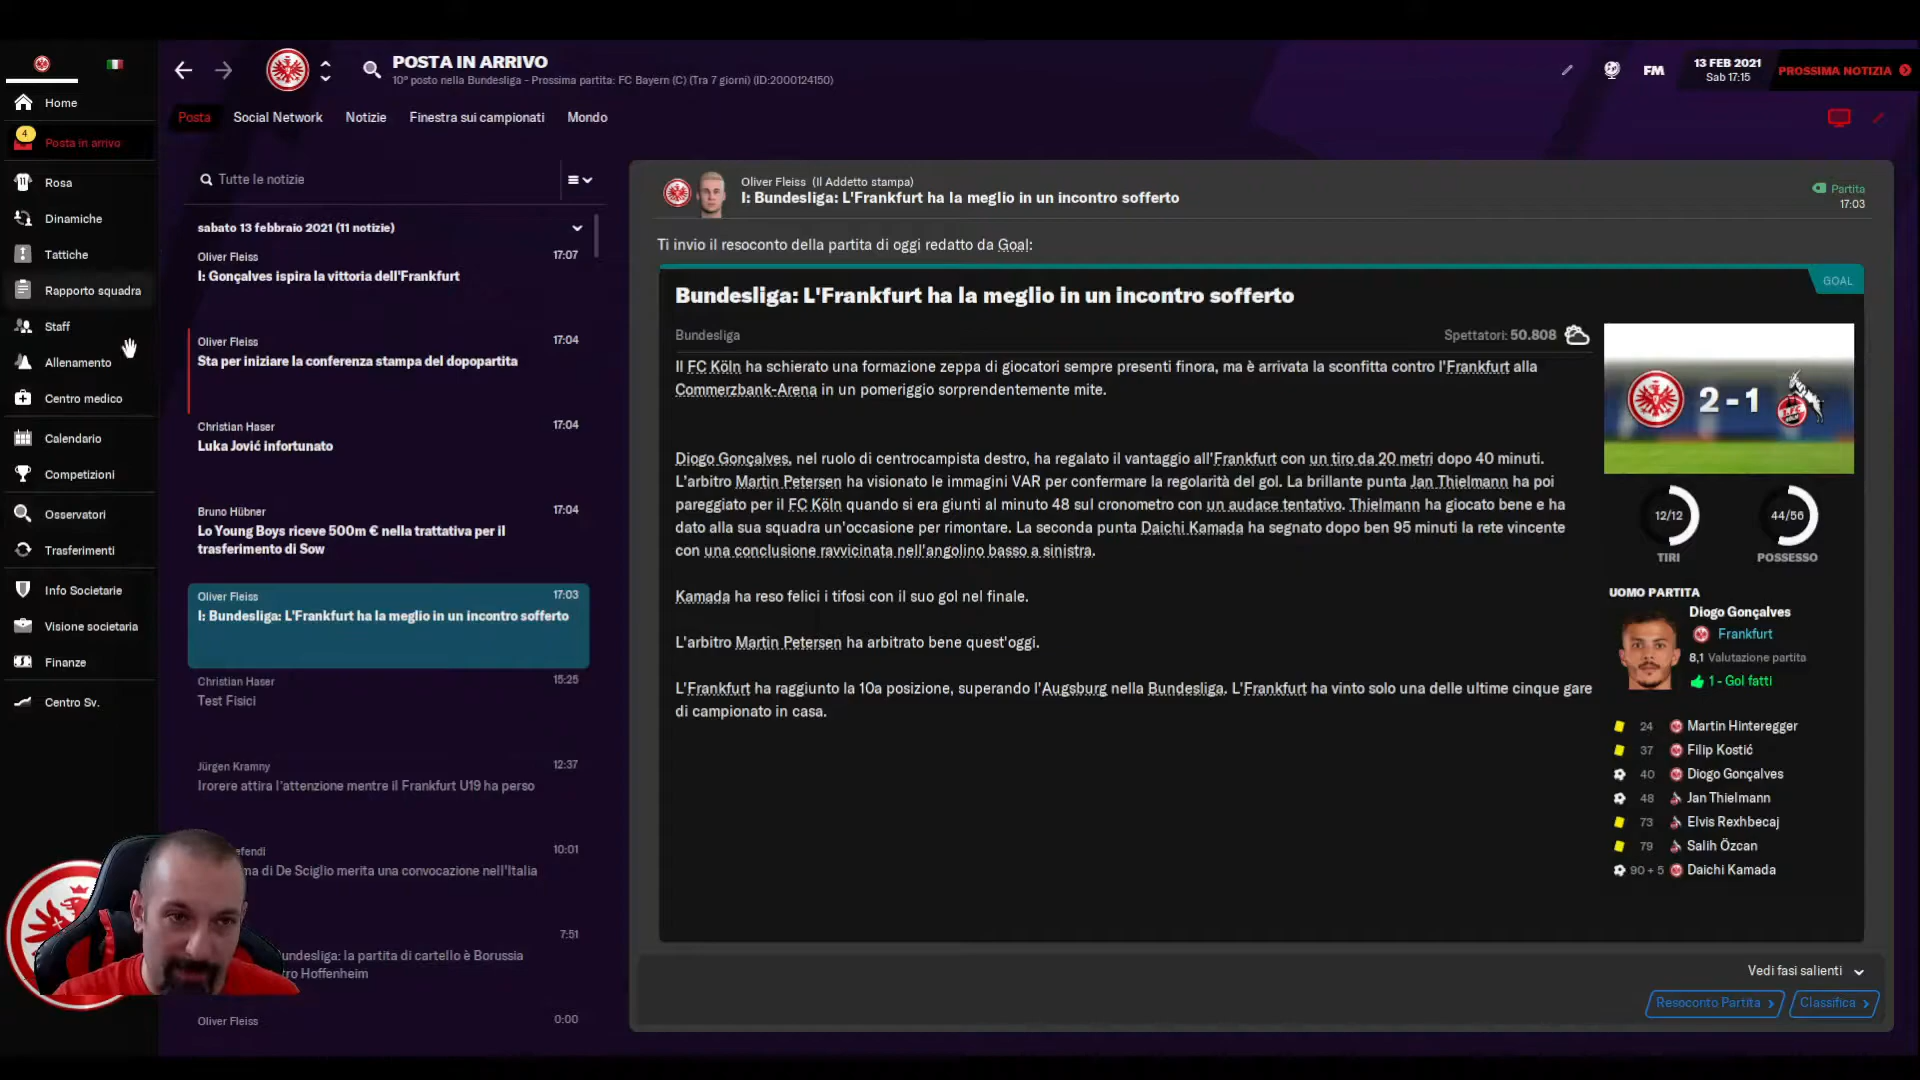 POSTA IN ARRIVO
10° posto nella Bundesliga - Prossima partita: FC Bayern (C) (Tra 7 giorni) (ID:2000124150)
FM
13 FEB 2021
Sab 17:15
PROSSIMA NOTIZIA
Posta
Social Network
Notizie
Finestra sui campionati
Mondo
Home
4
Posta in arrivo
Rosa
Dinamiche
Tattiche
Rapporto squadra
Staff
Allenamento
Centro medico
Calendario
Competizioni
Osservatori
Trasferimenti
Info Societarie
Visione societaria
Finanze
Centro Sv.
Tutte le notizie
sabato 13 febbraio 2021 (11 notizie)
Oliver Fleiss 17:07
I: Gonçalves ispira la vittoria dell'Frankfurt
Oliver Fleiss 17:04
Sta per iniziare la conferenza stampa del dopopartita
Christian Haser 17:04
Luka Jović infortunato
Bruno Hübner 17:04
Lo Young Boys riceve 500m € nella trattativa per il
trasferimento di Sow
Oliver Fleiss 17:03
I: Bundesliga: L'Frankfurt ha la meglio in un incontro sofferto
Christian Haser 15:25
Test Fisici
Jürgen Kramny 12:37
Irorere attira l'attenzione mentre il Frankfurt U19 ha perso
efendi 10:01
ma di De Sciglio merita una convocazione nell'Italia
7:51
undesliga: la partita di cartello è Borussia
tro Hoffenheim
Oliver Fleiss 0:00
Oliver Fleiss (Il Addetto stampa)
I: Bundesliga: L'Frankfurt ha la meglio in un incontro sofferto
Partita
17:03
Ti invio il resoconto della partita di oggi redatto da Goal:
GOAL
Bundesliga: L'Frankfurt ha la meglio in un incontro sofferto
Bundesliga
Spettatori: 50.808
Il FC Köln ha schierato una formazione zeppa di giocatori sempre presenti finora, ma è arrivata la sconfitta contro l'Frankfurt alla
Commerzbank-Arena in un pomeriggio sorprendentemente mite.
Diogo Gonçalves, nel ruolo di centrocampista destro, ha regalato il vantaggio all'Frankfurt con un tiro da 20 metri dopo 40 minuti.
L'arbitro Martin Petersen ha visionato le immagini VAR per confermare la regolarità del gol. La brillante punta Jan Thielmann ha poi
pareggiato per il FC Köln quando si era giunti al minuto 48 sul cronometro con un audace tentativo. Thielmann ha giocato bene e ha
dato alla sua squadra un'occasione per rimontare. La seconda punta Daichi Kamada ha segnato dopo ben 95 minuti la rete vincente
con una conclusione ravvicinata nell'angolino basso a sinistra.
Kamada ha reso felici i tifosi con il suo gol nel finale.
L'arbitro Martin Petersen ha arbitrato bene quest'oggi.
L'Frankfurt ha raggiunto la 10a posizione, superando l'Augsburg nella Bundesliga. L'Frankfurt ha vinto solo una delle ultime cinque gare
di campionato in casa.
2 - 1
12/12
TIRI
44/56
POSSESSO
UOMO PARTITA
Diogo Gonçalves
Frankfurt
8,1 Valutazione partita
1 - Gol fatti
24 Martin Hinteregger
37 Filip Kostić
40 Diogo Gonçalves
48 Jan Thielmann
73 Elvis Rexhbecaj
79 Salih Özcan
90 + 5 Daichi Kamada
Vedi fasi salienti
Resoconto Partita
Classifica